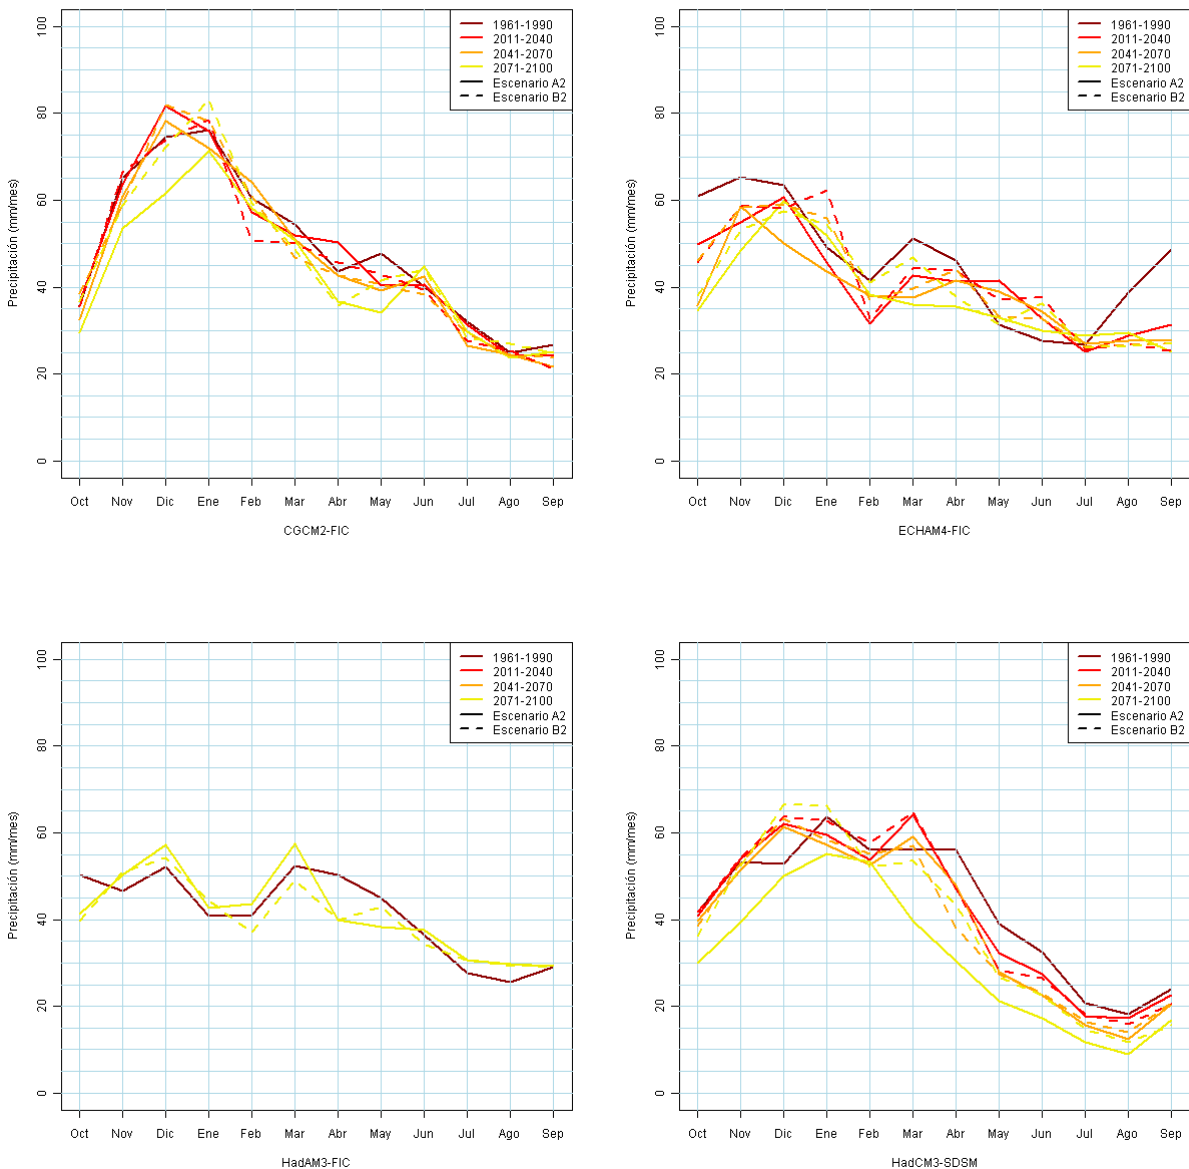 1961-1990
2011-2040
2041-2070
2071-2100
Escenario A2
Escenario B2
Precipitación (mm/mes)
0 20 40 60 80 100
Oct Nov Dic Ene Feb Mar Abr May Jun Jul Ago Sep
CGCM2-FIC
1961-1990
2011-2040
2041-2070
2071-2100
Escenario A2
Escenario B2
Precipitación (mm/mes)
0 20 40 60 80 100
Oct Nov Dic Ene Feb Mar Abr May Jun Jul Ago Sep
ECHAM4-FIC
1961-1990
2011-2040
2041-2070
2071-2100
Escenario A2
Escenario B2
Precipitación (mm/mes)
0 20 40 60 80 100
Oct Nov Dic Ene Feb Mar Abr May Jun Jul Ago Sep
HadAM3-FIC
1961-1990
2011-2040
2041-2070
2071-2100
Escenario A2
Escenario B2
Precipitación (mm/mes)
0 20 40 60 80 100
Oct Nov Dic Ene Feb Mar Abr May Jun Jul Ago Sep
HadCM3-SDSM